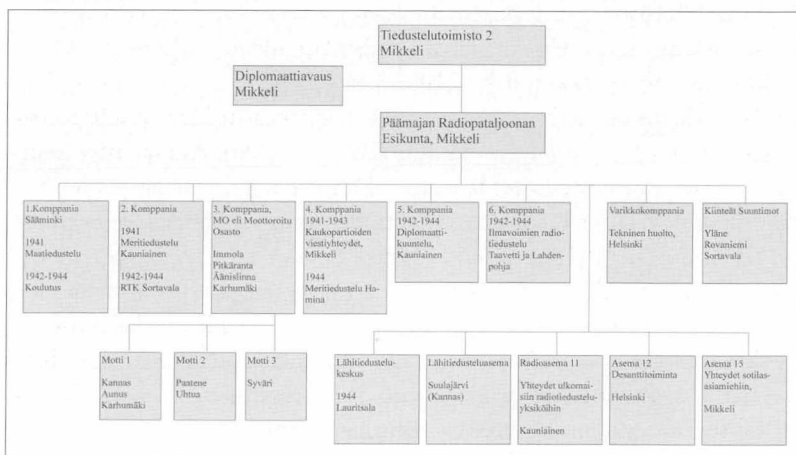 Tiedustelutoimisto 2
Mikkeli
Diplomaattiavaus
Mikkeli
Päämajan Radiopataljoonan
Esikunta, Mikkeli
1.Komppania
Sääminki
1941
Maatiedustelu
1942-1944
Koulutus
2. Komppania
1941
Meritiedustelu
Kauniainen
1942-1944
RTK Sortavala
3. Komppania,
MO eli Moottoroitu
Osasto
Immola
Pitkäranta
Äänislinna
Karhumäki
4. Komppania
1941-1943
Kaukopartioiden
viestiyhteydet,
Mikkeli
1944
Meritiedustelu Ha-
mina
5. Komppania
1942-1944
Diplomaatti-
kuuntelu,
Kauniainen
6. Komppania
1942-1944
Ilmavoimien radio-
tiedustelu
Taavetti ja Lahden-
pohja
Varikkokomppania
Tekninen huolto,
Helsinki
Kiinteät Suuntimot
Yläne
Rovaniemi
Sortavala
Motti 1
Kannas
Aunus
Karhumäki
Motti 2
Paatene
Uhtua
Motti 3
Syväri
Lähitiedustelu-
keskus
1944
Lauritsala
Lähitiedusteluasema
Suulajärvi
(Kannas)
Radioasema 11
Yhteydet ulkomai-
siin radiotiedustelu-
yksiköihin
Kauniainen
Asema 12
Desanttitoiminta
Helsinki
Asema 15
Yhteydet sotilas-
asiamiehiin,
Mikkeli